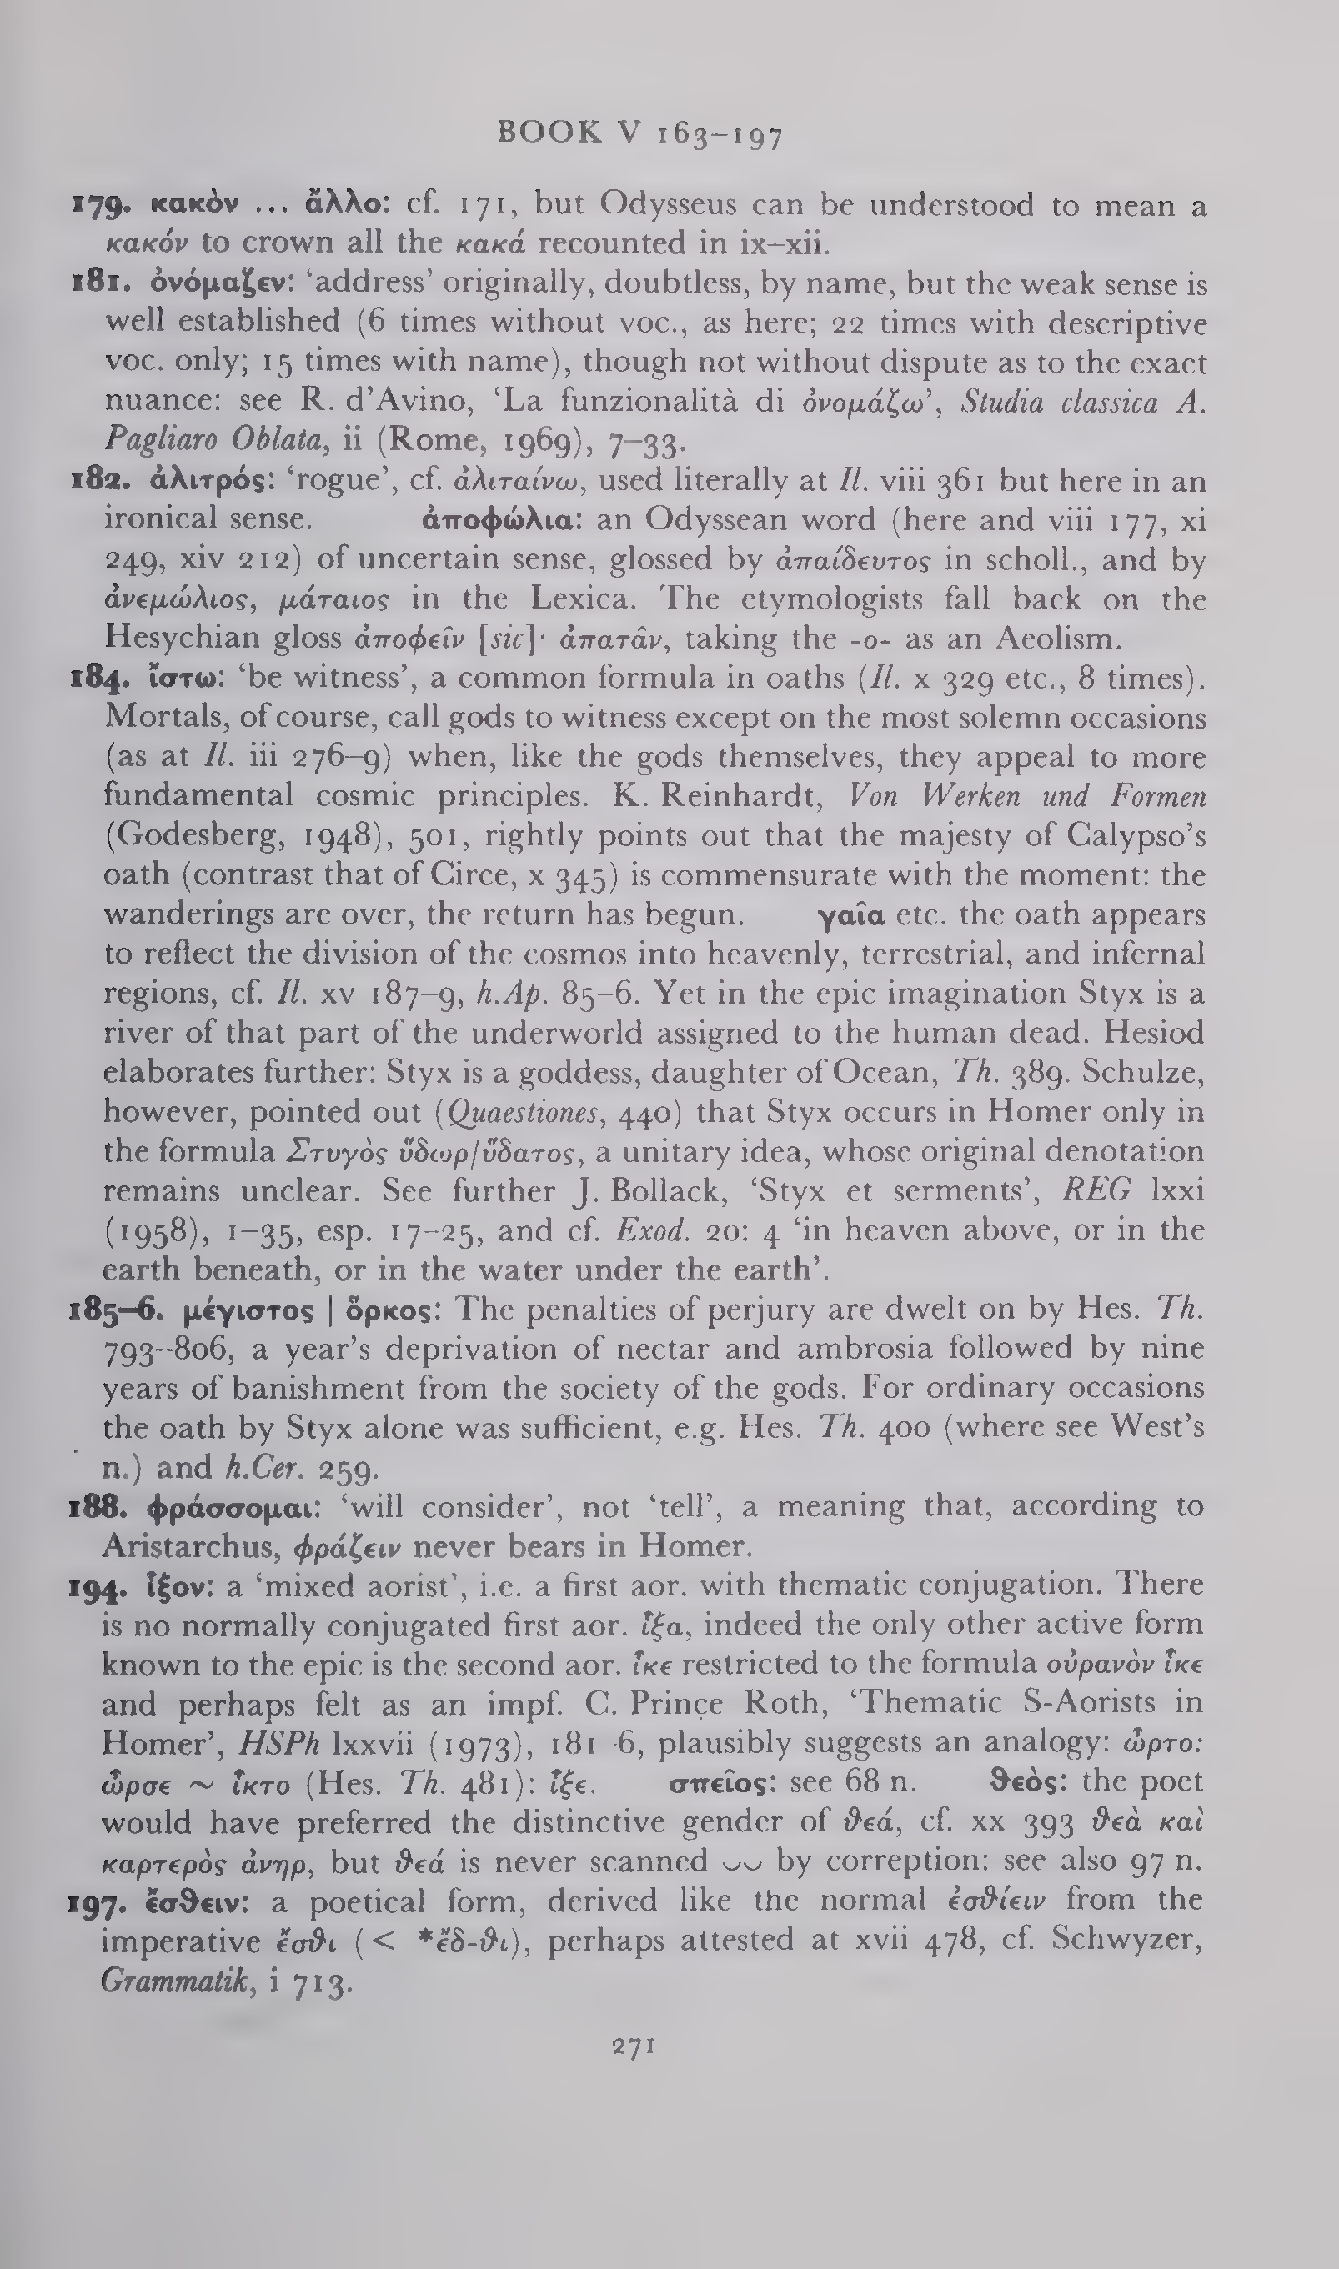 BOOK V 163–197
179. κακὸν ... ἄλλο: cf. 171, but Odysseus can be understood to mean a
κακόν to crown all the κακά recounted in ix–xii.
181. ὀνόμαζεν: ‘address’ originally, doubtless, by name, but the weak sense is
well established (6 times without voc., as here; 22 times with descriptive
voc. only; 15 times with name), though not without dispute as to the exact
nuance: see R. d’Avino, ‘La funzionalità di ὀνομάζω’, Studia classica A.
Pagliaro Oblata, ii (Rome, 1969), 7–33.
182. ἀλιτρός: ‘rogue’, cf. ἀλιταίνω, used literally at Il. viii 361 but here in an
ironical sense. ἀποφώλια: an Odyssean word (here and viii 177, xi
249, xiv 212) of uncertain sense, glossed by ἀπαίδευτος in scholl., and by
ἀνεμώλιος, μάταιος in the Lexica. The etymologists fall back on the
Hesychian gloss ἀποφεῖν [sic]· ἀπατᾶν, taking the -ο- as an Aeolism.
184. ἴστω: ‘be witness’, a common formula in oaths (Il. x 329 etc., 8 times).
Mortals, of course, call gods to witness except on the most solemn occasions
(as at Il. iii 276–9) when, like the gods themselves, they appeal to more
fundamental cosmic principles. K. Reinhardt, Von Werken und Formen
(Godesberg, 1948), 501, rightly points out that the majesty of Calypso’s
oath (contrast that of Circe, x 345) is commensurate with the moment: the
wanderings are over, the return has begun. γαῖα etc. the oath appears
to reflect the division of the cosmos into heavenly, terrestrial, and infernal
regions, cf. Il. xv 187–9, h.Ap. 85–6. Yet in the epic imagination Styx is a
river of that part of the underworld assigned to the human dead. Hesiod
elaborates further: Styx is a goddess, daughter of Ocean, Th. 389. Schulze,
however, pointed out (Quaestiones, 440) that Styx occurs in Homer only in
the formula Στυγὸς ὕδωρ/ὕδατος, a unitary idea, whose original denotation
remains unclear. See further J. Bollack, ‘Styx et serments’, REG lxxi
(1958), 1–35, esp. 17–25, and cf. Exod. 20: 4 ‘in heaven above, or in the
earth beneath, or in the water under the earth’.
185–6. μέγιστος | ὅρκος: The penalties of perjury are dwelt on by Hes. Th.
793–806, a year’s deprivation of nectar and ambrosia followed by nine
years of banishment from the society of the gods. For ordinary occasions
the oath by Styx alone was sufficient, e.g. Hes. Th. 400 (where see West’s
n.) and h.Cer. 259.
188. φράσσομαι: ‘will consider’, not ‘tell’, a meaning that, according to
Aristarchus, φράζειν never bears in Homer.
194. ἷξον: a ‘mixed aorist’, i.e. a first aor. with thematic conjugation. There
is no normally conjugated first aor. ἷξα, indeed the only other active form
known to the epic is the second aor. ἷκε restricted to the formula οὐρανὸν ἷκε
and perhaps felt as an impf. C. Prince Roth, ‘Thematic S-Aorists in
Homer’, HSPh lxxvii (1973), 181–6, plausibly suggests an analogy: ὦρτο:
ὦρσε ~ ἷκτο (Hes. Th. 481): ἷξε. σπεῖος: see 68 n. θεὸς: the poet
would have preferred the distinctive gender of θεά, cf. xx 393 θεὰ καὶ
καρτερὸς ἀνηρ, but θεά is never scanned ⏑⏑ by correption: see also 97 n.
197. ἔσθειν: a poetical form, derived like the normal ἐσθίειν from the
imperative ἔσθι (< *ἔδ-θι), perhaps attested at xvii 478, cf. Schwyzer,
Grammatik, i 713.
271